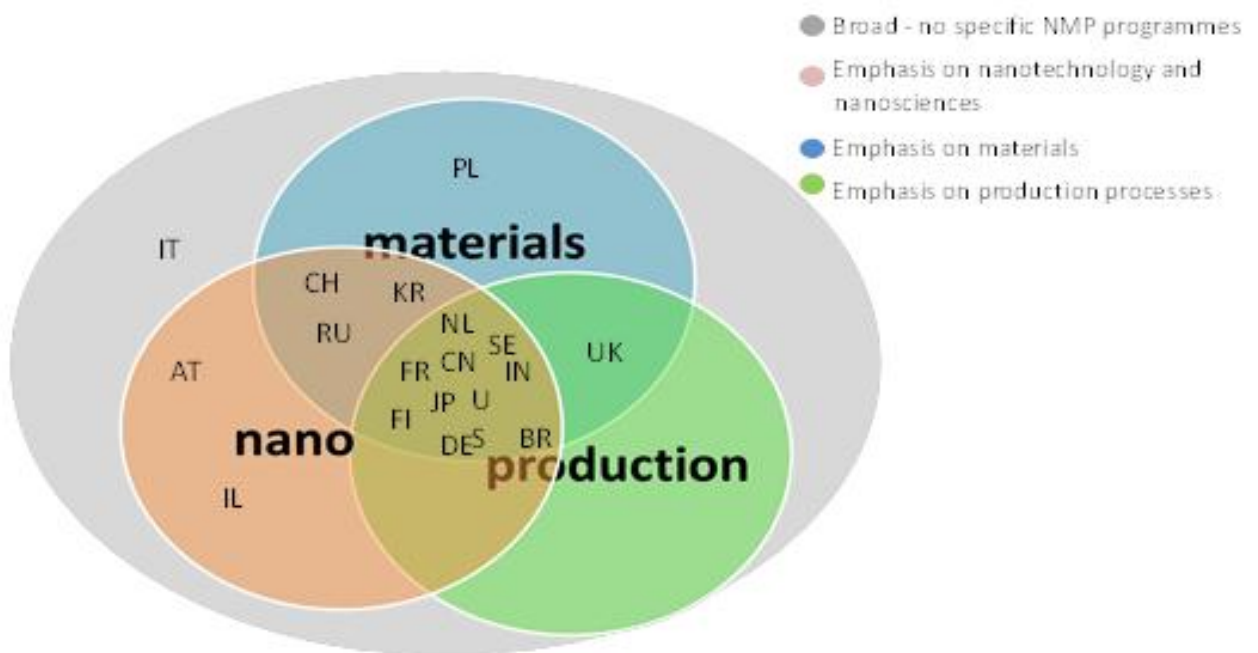 Broad - no specific NMP programmes
Emphasis on nanotechnology and
nanosciences
Emphasis on materials
Emphasis on production processes
PL
materials
IT
CH
KR
RU
NL
SE
UK
AT
FR
CN
IN
JP
U
FI
nano
DE
S
BR
production
IL